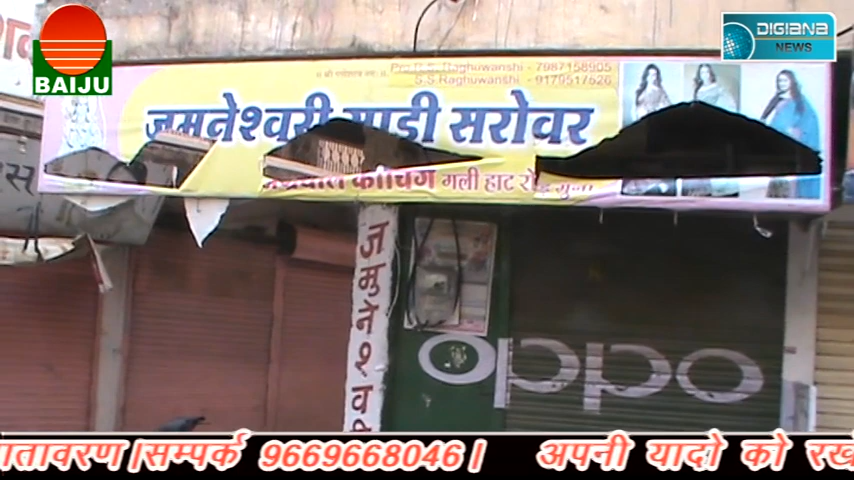 BAIJU
DIGIANA
NEWS
Pro.R.S. Raghuwanshi - 7987158905
S.S.Raghuwanshi - 9179517626
जमनेश्वरी साड़ी सरोवर
कोचिंग गली हाट रोड़ गुना
जमुनेश्व
oppo
ातावरण |सम्पर्क 9669668046 | अपनी यादो को रखे